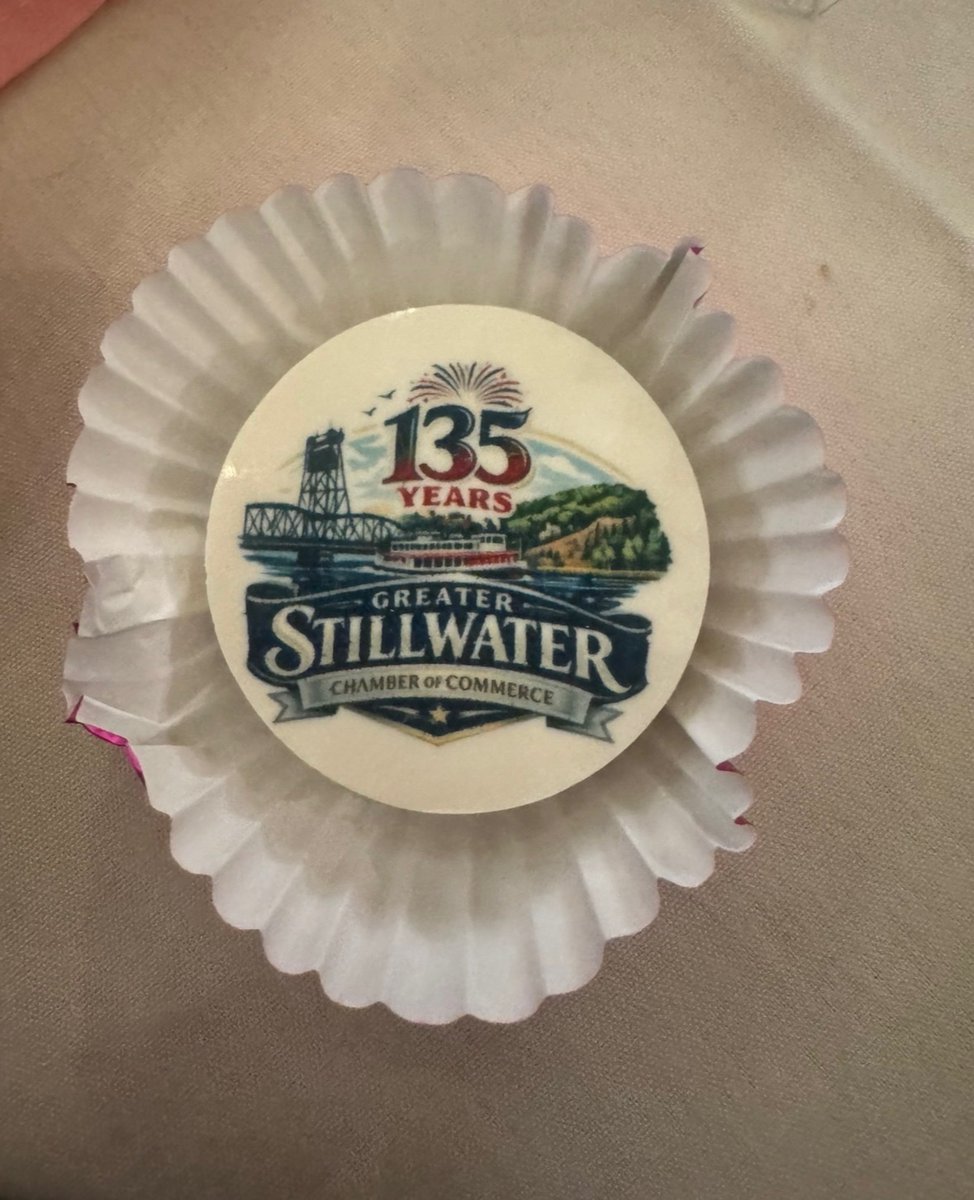 135
YEARS
GREATER
STILLWATER
CHAMBER OF COMMERCE